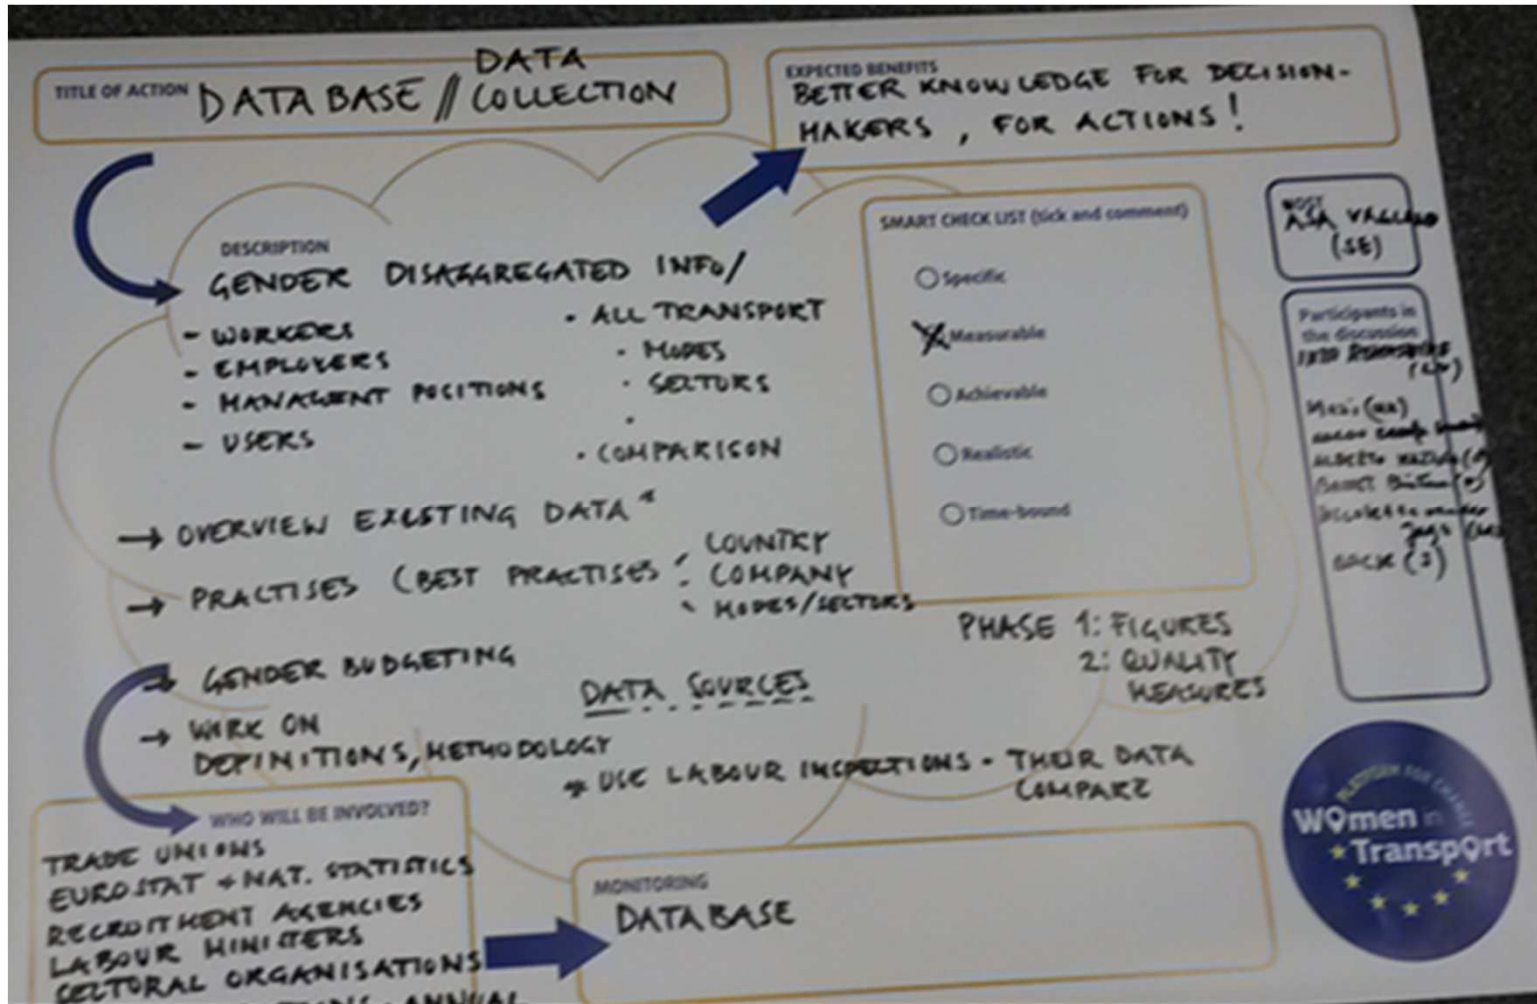 TITLE OF ACTION DATABASE // DATA COLLECTION
EXPECTED BENEFITS
BETTER KNOWLEDGE FOR DECISION-
MAKERS, FOR ACTIONS!
DESCRIPTION
GENDER DISAGGREGATED INFO/
- WORKERS
- EMPLOYERS
- MANAGEMENT POSITIONS
- USERS
· ALL TRANSPORT
· MODES
· SECTORS
·
· COMPARISON
→ OVERVIEW EXISTING DATA *
→ PRACTISES (BEST PRACTISES
· COUNTRY
· COMPANY
· MODES/SECTORS
→ GENDER BUDGETING
→ WORK ON
DEFINITIONS, METHODOLOGY
DATA SOURCES
* USE LABOUR INSPECTIONS - THEIR DATA
COMPARE
PHASE 1: FIGURES
2: QUALITY
MEASURES
SMART CHECK LIST (tick and comment)
Specific
Measurable
Achievable
Realistic
Time-bound
HOST
(SE)
Participants in
the discussion
ALBERTO
WHO WILL BE INVOLVED?
TRADE UNIONS
EUROSTAT + NAT. STATISTICS
RECRUITMENT AGENCIES
LABOUR MINISTERS
SECTORAL ORGANISATIONS
ANNUAL
MONITORING
DATABASE
PLATFORM FOR CHANGE
Women in
Transport